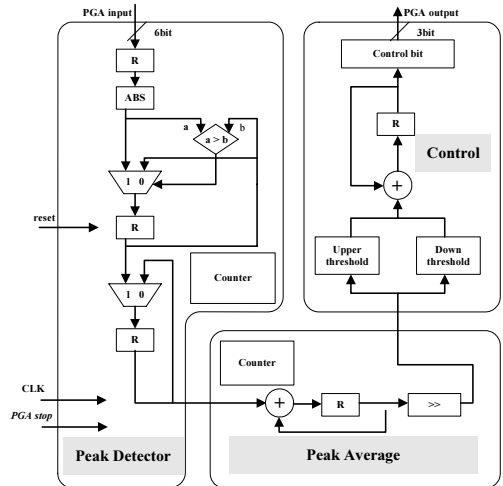 PGA input
6bit
R
ABS
a
b
a > b
1 0
reset
R
1 0
Counter
R
CLK
PGA stop
Peak Detector
PGA output
3bit
Control bit
R
Control
+
Upper
threshold
Down
threshold
Counter
+
R
>>
Peak Average